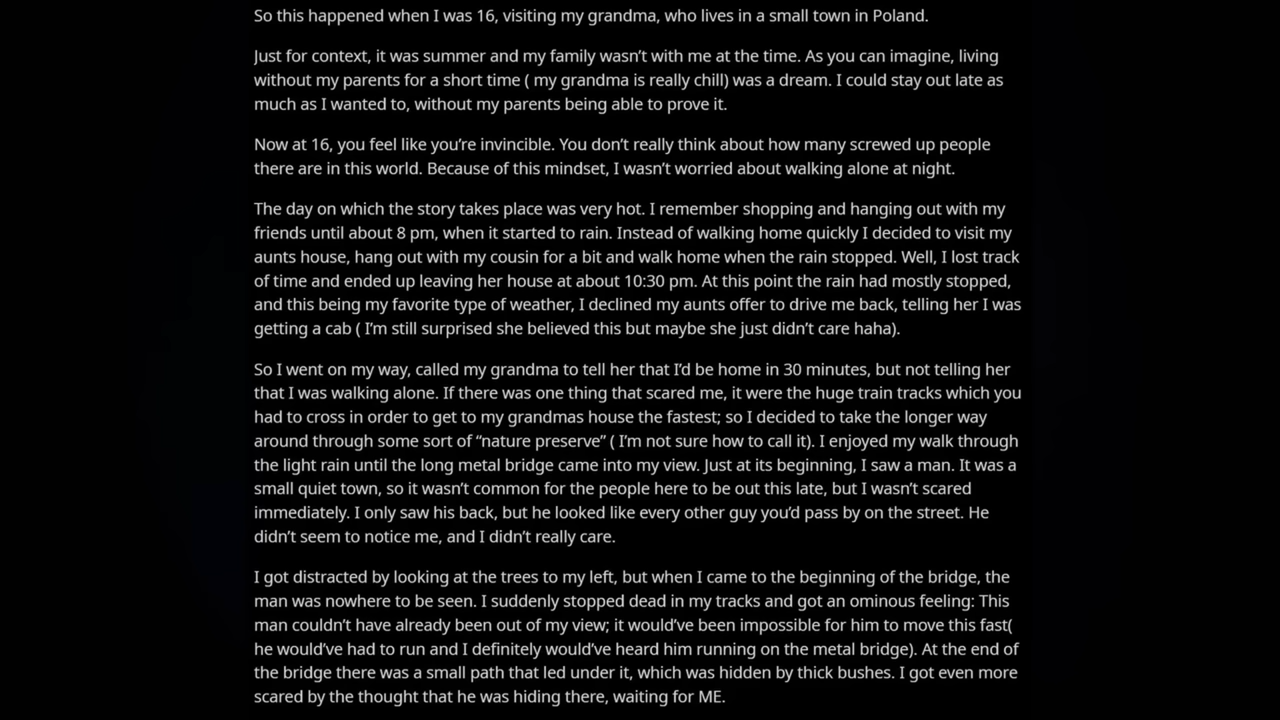 So this happened when I was 16, visiting my grandma, who lives in a small town in Poland.
Just for context, it was summer and my family wasn’t with me at the time. As you can imagine, living
without my parents for a short time ( my grandma is really chill) was a dream. I could stay out late as
much as I wanted to, without my parents being able to prove it.
Now at 16, you feel like you’re invincible. You don’t really think about how many screwed up people
there are in this world. Because of this mindset, I wasn’t worried about walking alone at night.
The day on which the story takes place was very hot. I remember shopping and hanging out with my
friends until about 8 pm, when it started to rain. Instead of walking home quickly I decided to visit my
aunts house, hang out with my cousin for a bit and walk home when the rain stopped. Well, I lost track
of time and ended up leaving her house at about 10:30 pm. At this point the rain had mostly stopped,
and this being my favorite type of weather, I declined my aunts offer to drive me back, telling her I was
getting a cab ( I’m still surprised she believed this but maybe she just didn’t care haha).
So I went on my way, called my grandma to tell her that I’d be home in 30 minutes, but not telling her
that I was walking alone. If there was one thing that scared me, it were the huge train tracks which you
had to cross in order to get to my grandmas house the fastest; so I decided to take the longer way
around through some sort of “nature preserve” ( I’m not sure how to call it). I enjoyed my walk through
the light rain until the long metal bridge came into my view. Just at its beginning, I saw a man. It was a
small quiet town, so it wasn’t common for the people here to be out this late, but I wasn’t scared
immediately. I only saw his back, but he looked like every other guy you’d pass by on the street. He
didn’t seem to notice me, and I didn’t really care.
I got distracted by looking at the trees to my left, but when I came to the beginning of the bridge, the
man was nowhere to be seen. I suddenly stopped dead in my tracks and got an ominous feeling: This
man couldn’t have already been out of my view; it would’ve been impossible for him to move this fast(
he would’ve had to run and I definitely would’ve heard him running on the metal bridge). At the end of
the bridge there was a small path that led under it, which was hidden by thick bushes. I got even more
scared by the thought that he was hiding there, waiting for ME.